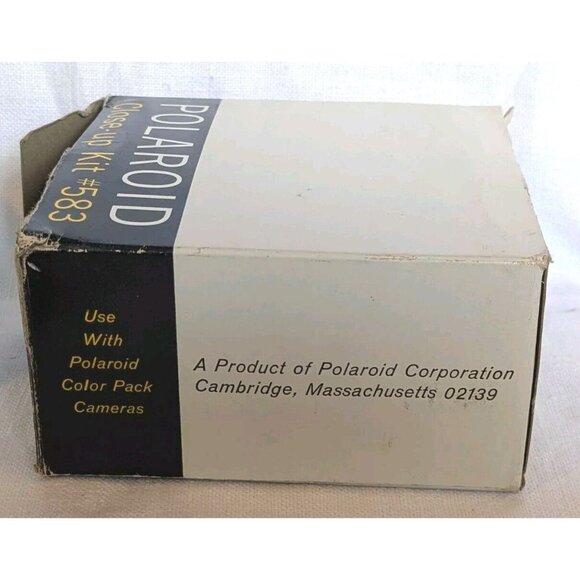 POLAROID
Close-up Kit #583
Use
With
Polaroid
Color Pack
Cameras
A Product of Polaroid Corporation
Cambridge, Massachusetts 02139